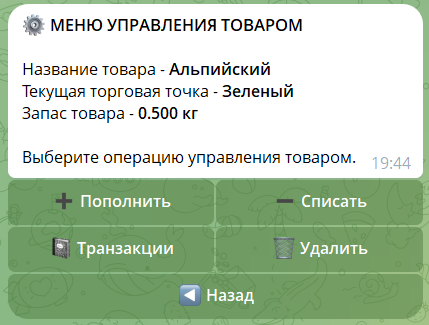 МЕНЮ УПРАВЛЕНИЯ ТОВАРОМ
Название товара - Альпийский
Текущая торговая точка - Зеленый
Запас товара - 0.500 кг
Выберите операцию управления товаром.
19:44
Пополнить
Списать
Транзакции
Удалить
Назад